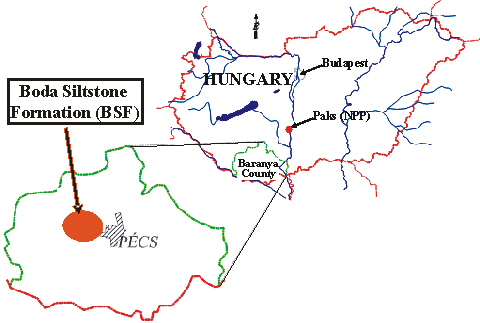 É
HUNGARY
Budapest
Boda Siltstone
Formation (BSF)
Paks (NPP)
Baranya
County
PÉCS